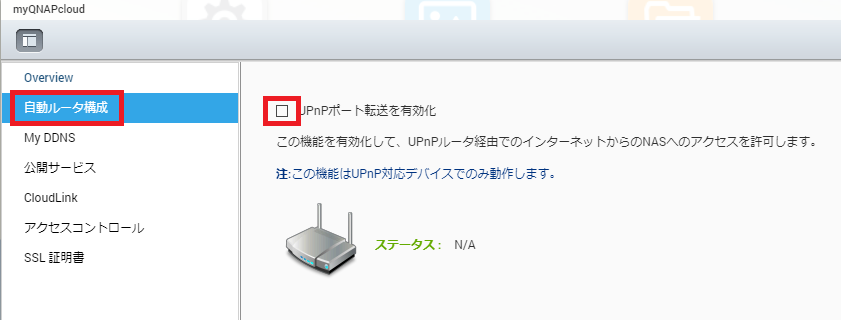 myQNAPcloud
Overview
自動ルータ構成
My DDNS
公開サービス
CloudLink
アクセスコントロール
SSL 証明書
UPnPポート転送を有効化
この機能を有効化して、UPnPルータ経由でのインターネットからのNASへのアクセスを許可します。
注:この機能はUPnP対応デバイスでのみ動作します。
ステータス： N/A